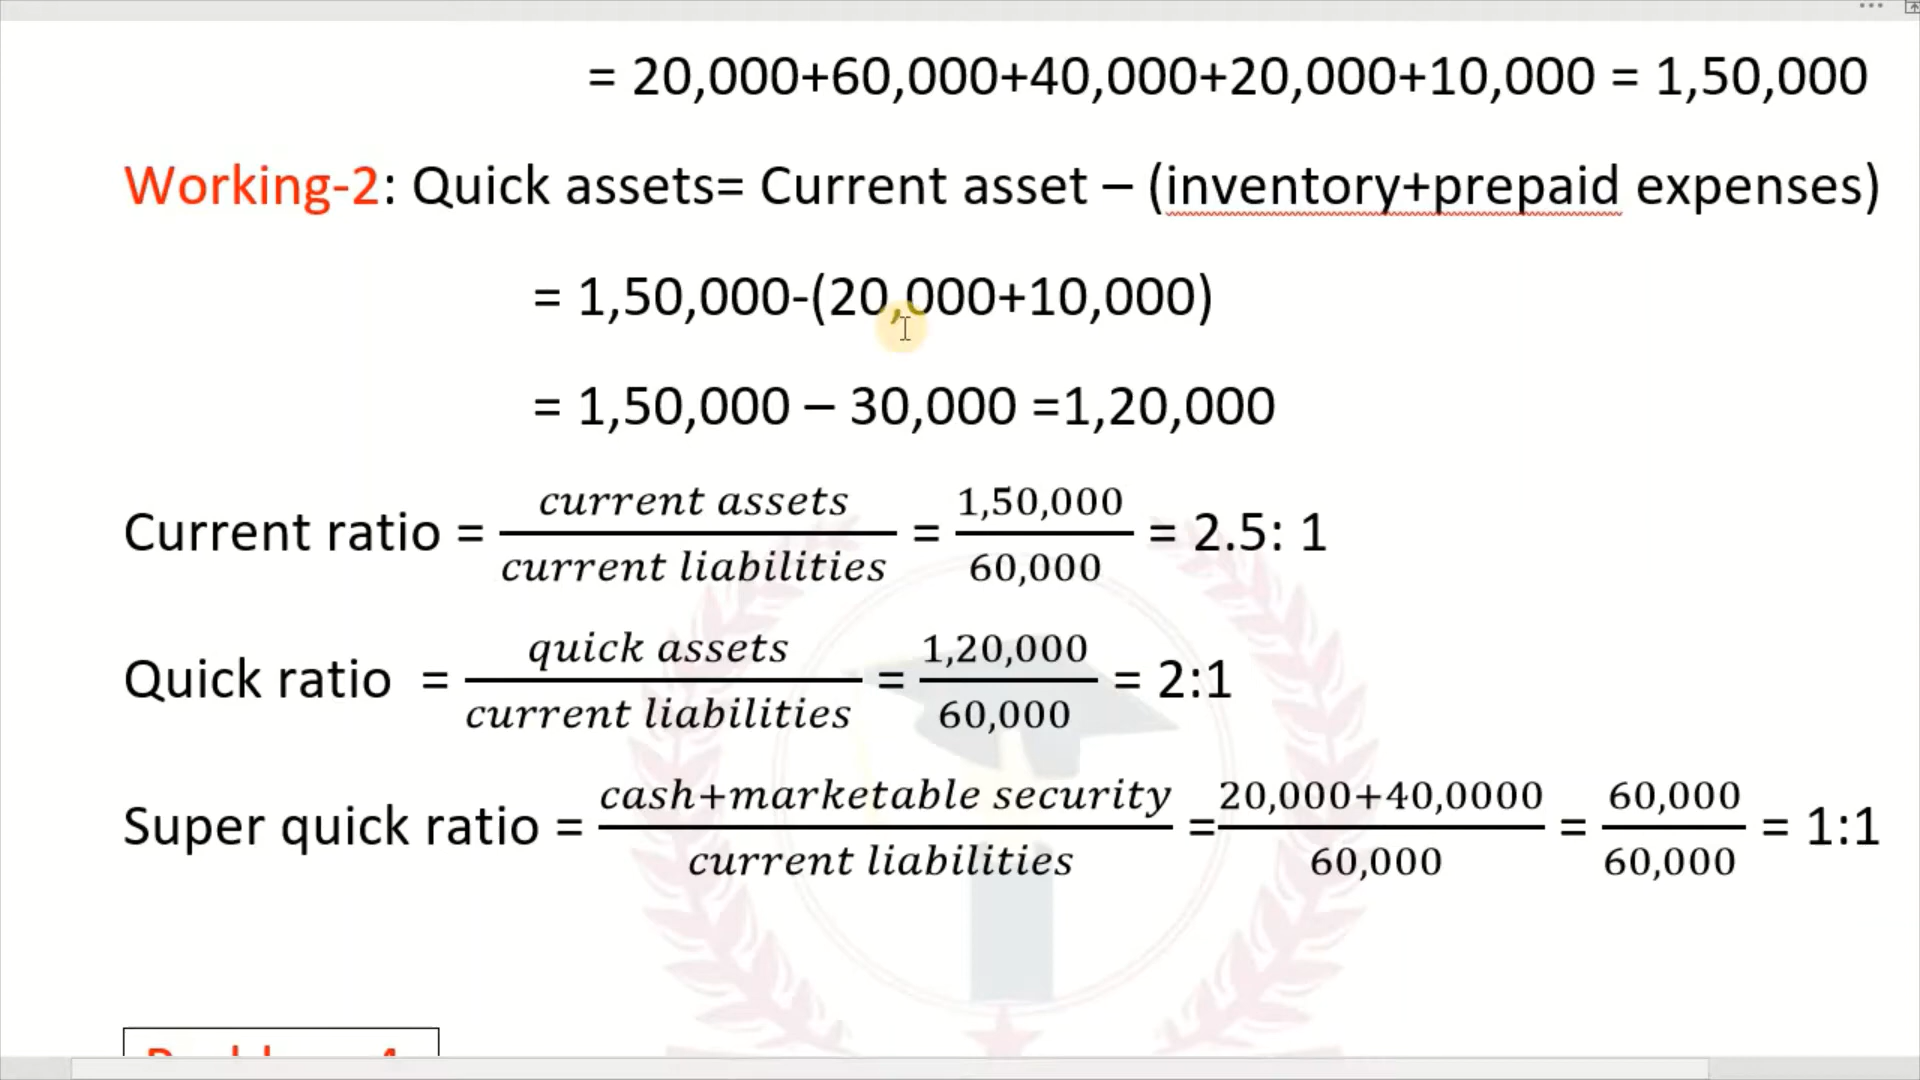 = 20,000+60,000+40,000+20,000+10,000 = 1,50,000
Working-2: Quick assets= Current asset – (inventory+prepaid expenses)
= 1,50,000-(20,000+10,000)
= 1,50,000 – 30,000 =1,20,000
Current ratio = current assets / current liabilities = 1,50,000 / 60,000 = 2.5: 1
Quick ratio = quick assets / current liabilities = 1,20,000 / 60,000 = 2:1
Super quick ratio = cash+marketable security / current liabilities = 20,000+40,0000 / 60,000 = 60,000 / 60,000 = 1:1